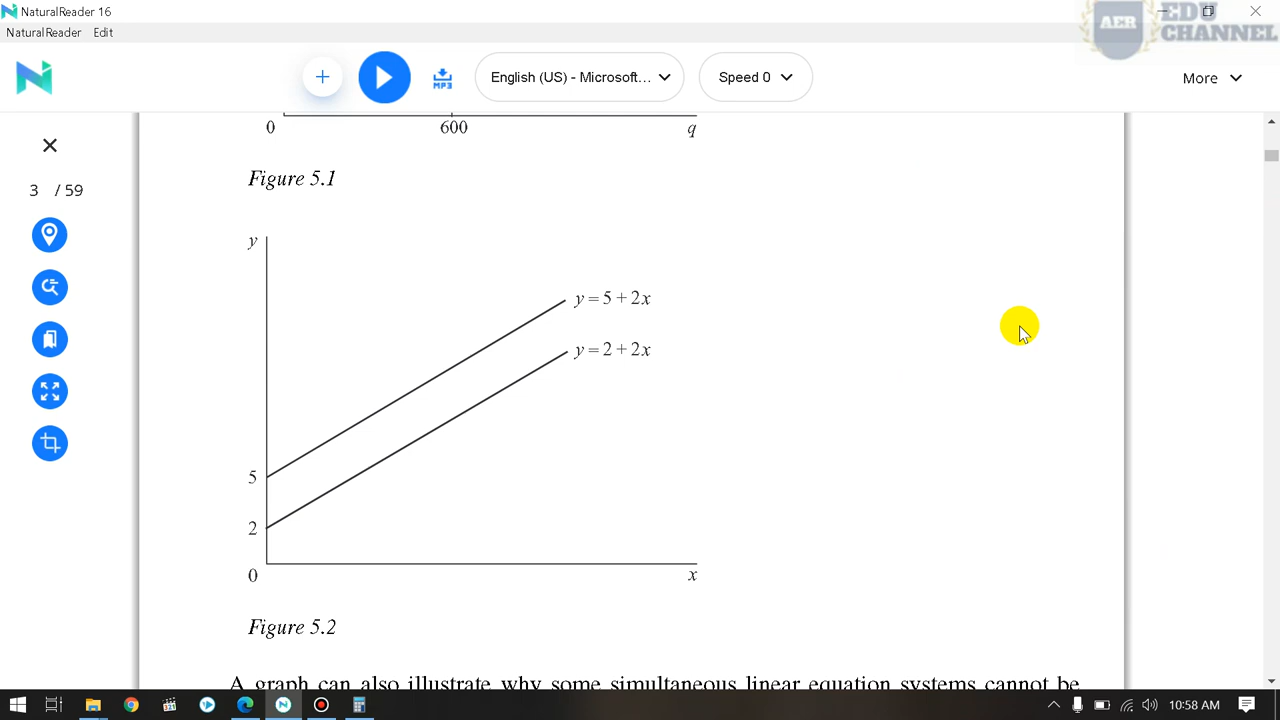 NaturalReader 16
AER EDU CHANNEL
NaturalReader Edit
MP3 English (US) - Microsoft... Speed 0 More
0 600 q
3 / 59
Figure 5.1
y
y = 5 + 2x
y = 2 + 2x
5
2
0 x
Figure 5.2
A graph can also illustrate why some simultaneous linear equation systems cannot be
10:58 AM